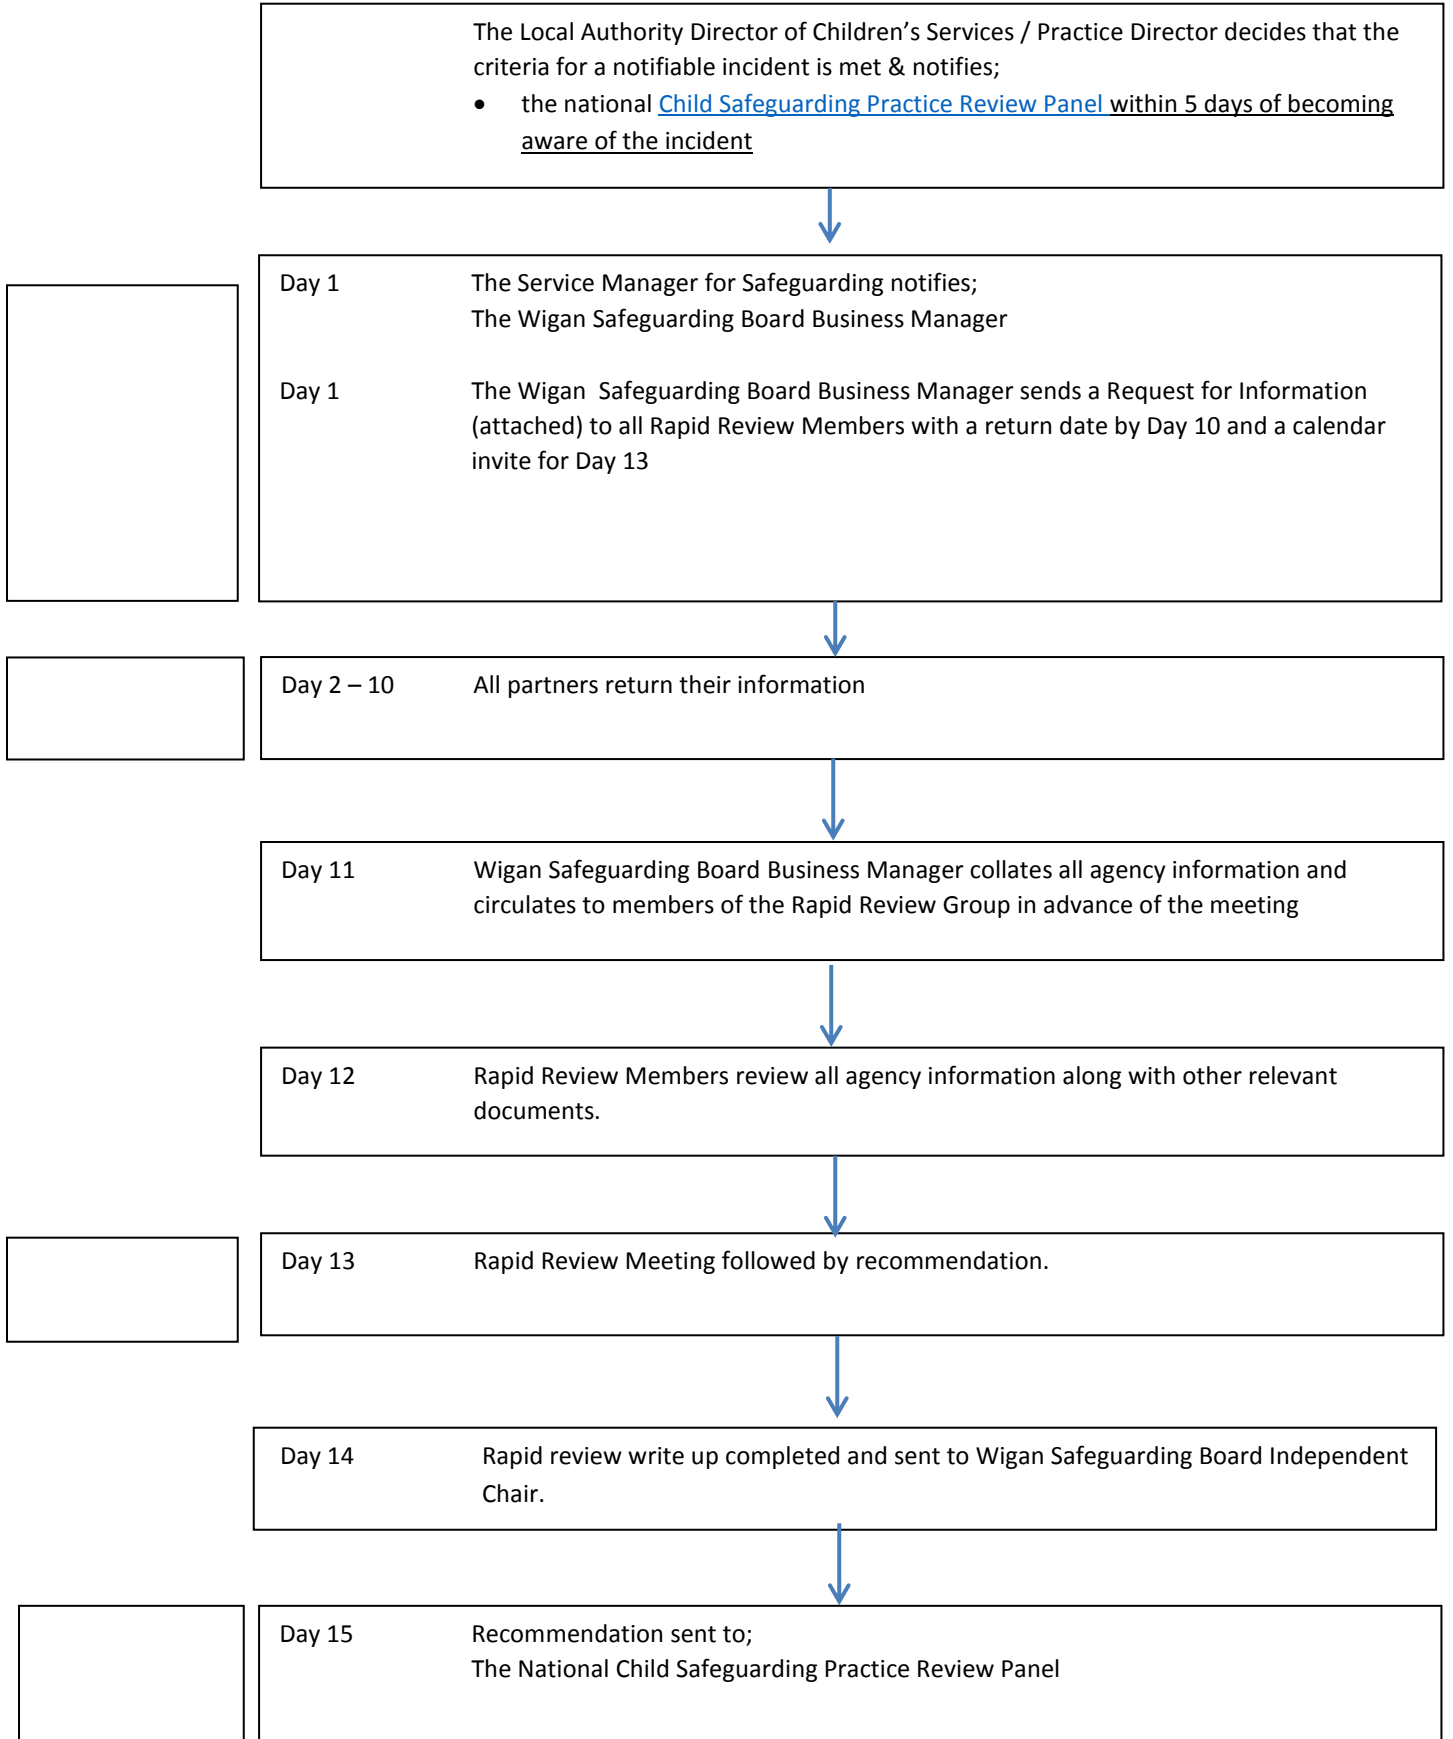 The Local Authority Director of Children’s Services / Practice Director decides that the
criteria for a notifiable incident is met & notifies;
• the national Child Safeguarding Practice Review Panel within 5 days of becoming
aware of the incident
Day 1 The Service Manager for Safeguarding notifies;
The Wigan Safeguarding Board Business Manager
Day 1 The Wigan Safeguarding Board Business Manager sends a Request for Information
(attached) to all Rapid Review Members with a return date by Day 10 and a calendar
invite for Day 13
Day 2 – 10 All partners return their information
Day 11 Wigan Safeguarding Board Business Manager collates all agency information and
circulates to members of the Rapid Review Group in advance of the meeting
Day 12 Rapid Review Members review all agency information along with other relevant
documents.
Day 13 Rapid Review Meeting followed by recommendation.
Day 14 Rapid review write up completed and sent to Wigan Safeguarding Board Independent
Chair.
Day 15 Recommendation sent to;
The National Child Safeguarding Practice Review Panel